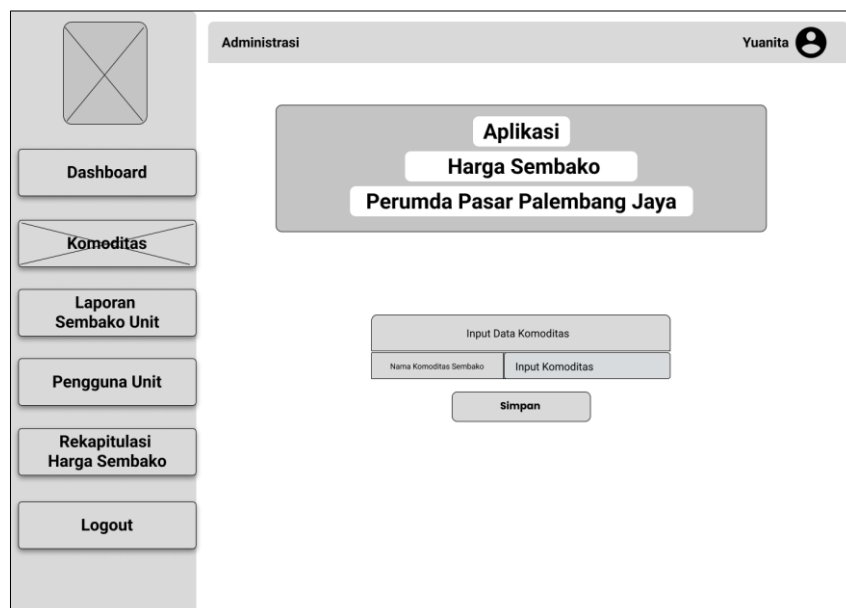 Administrasi
Yuanita
Aplikasi
Harga Sembako
Perumda Pasar Palembang Jaya
Dashboard
Komoditas
Laporan
Sembako Unit
Pengguna Unit
Rekapitulasi
Harga Sembako
Logout
Input Data Komoditas
Nama Komoditas Sembako
Input Komoditas
Simpan